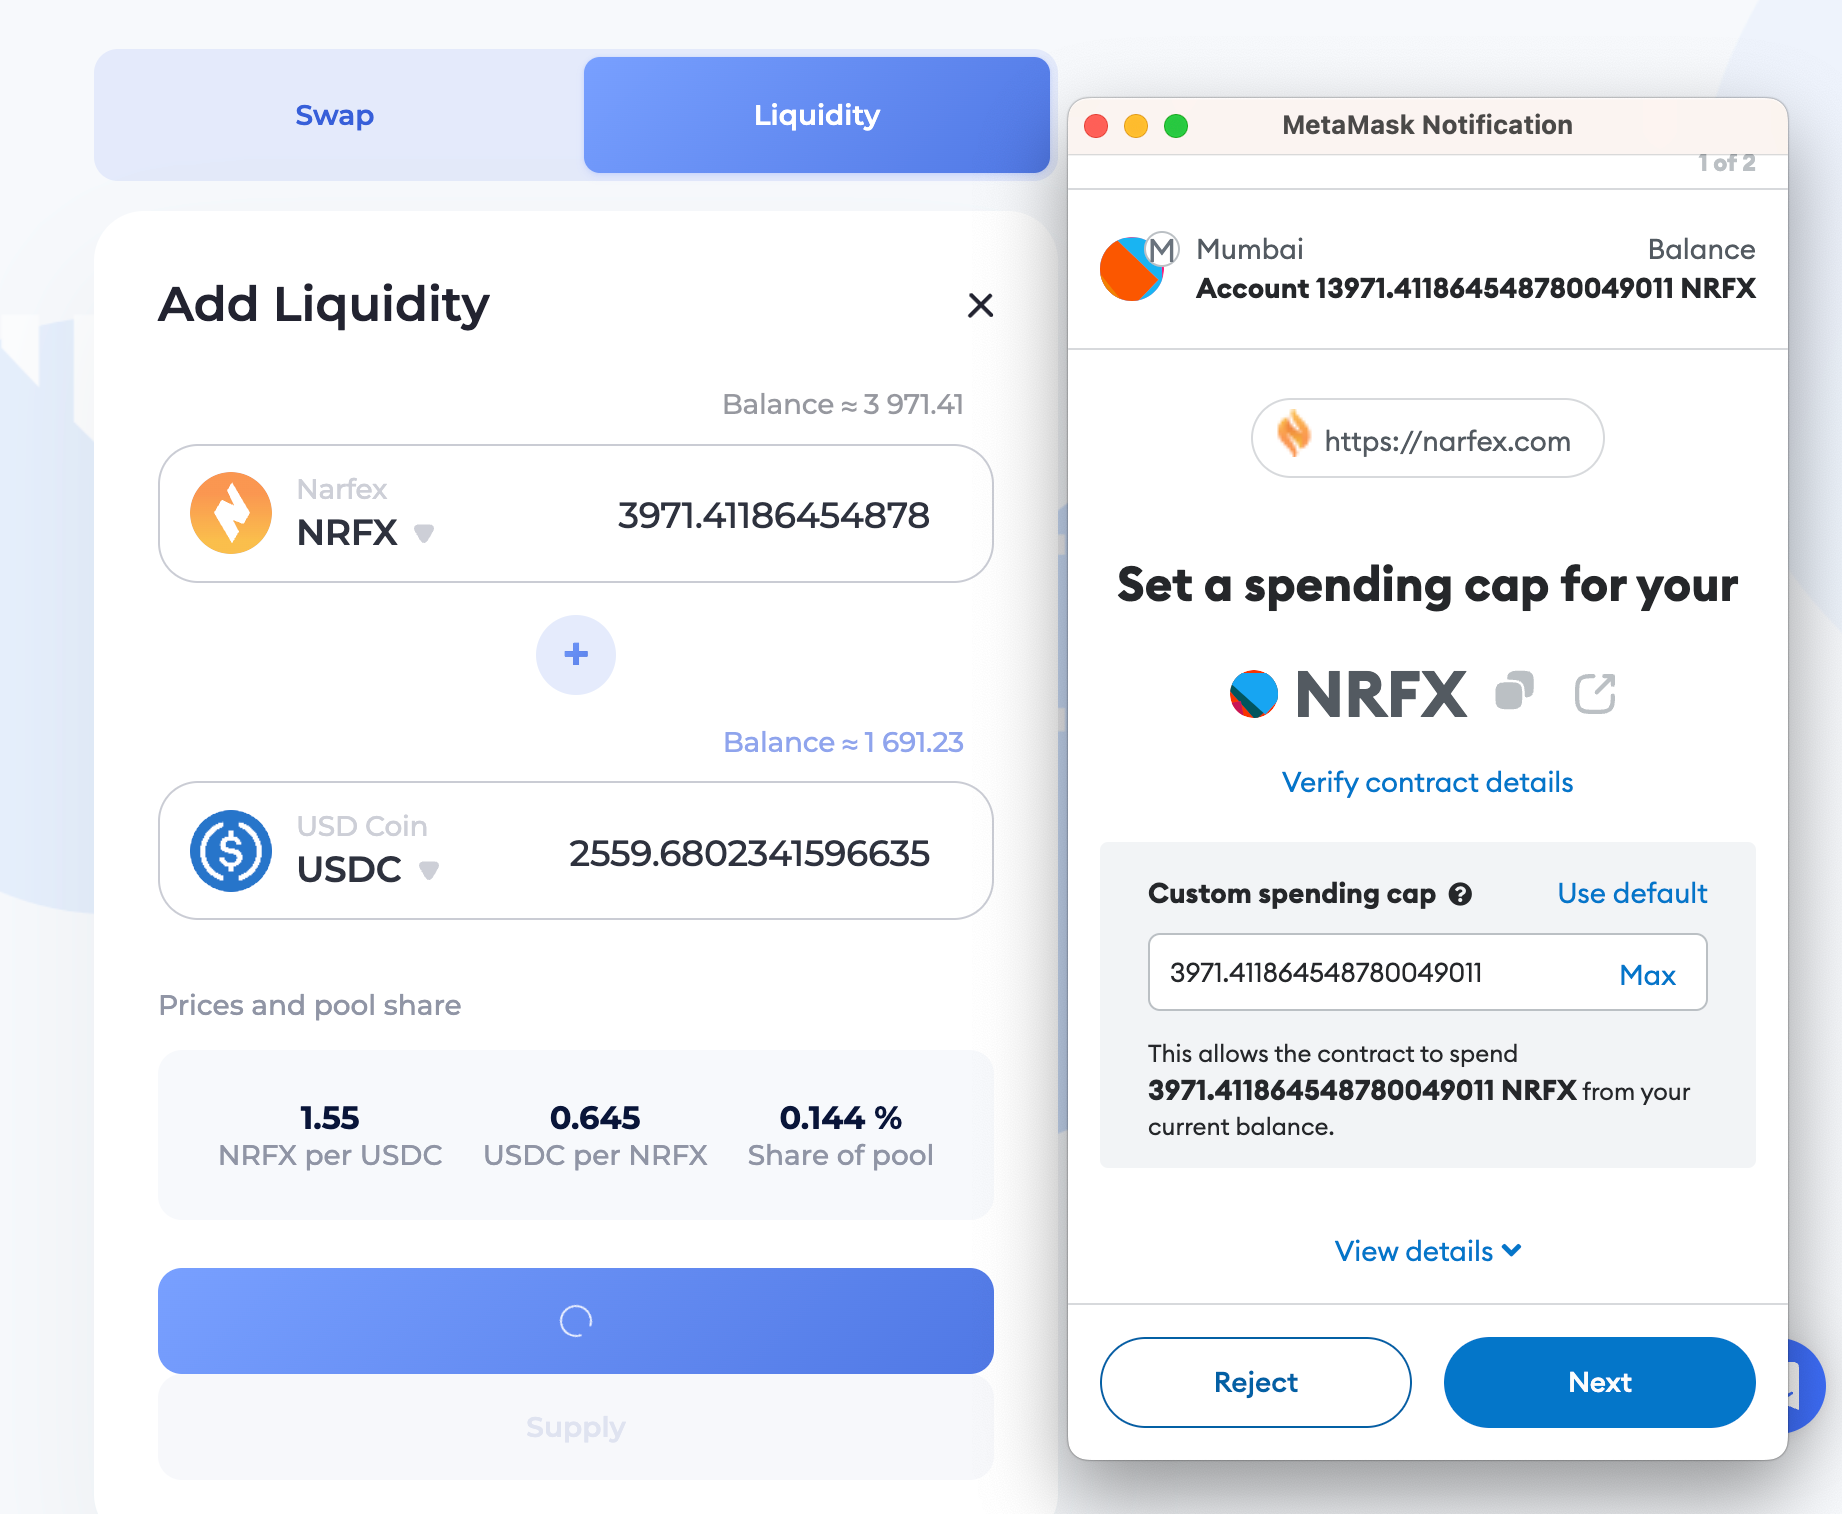 Swap
Liquidity
Add Liquidity
Balance ≈ 3 971.41
Narfex
NRFX
3971.41186454878
+
Balance ≈ 1 691.23
USD Coin
USDC
2559.6802341596635
Prices and pool share
1.55
NRFX per USDC
0.645
USDC per NRFX
0.144 %
Share of pool
Supply
MetaMask Notification
1 of 2
M
Mumbai
Balance
Account 13971.411864548780049011 NRFX
https://narfex.com
Set a spending cap for your
NRFX
Verify contract details
Custom spending cap
Use default
3971.411864548780049011
Max
This allows the contract to spend
3971.411864548780049011 NRFX from your
current balance.
View details
Reject
Next